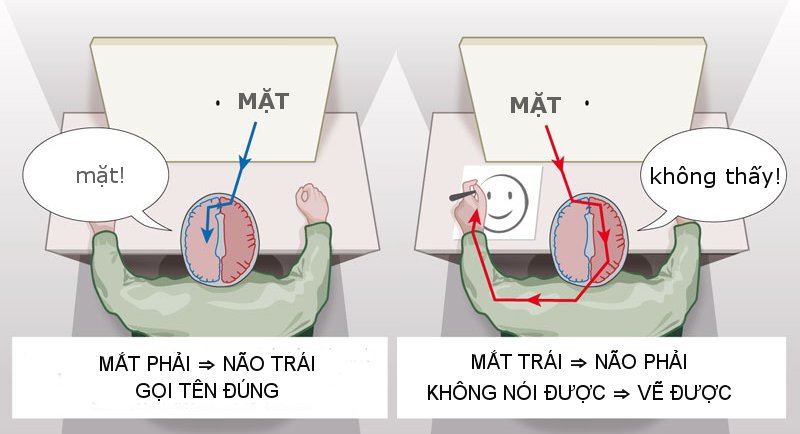 MẶT
mặt!
MẮT PHẢI ⇒ NÃO TRÁI
GỌI TÊN ĐÚNG
MẶT
không thấy!
MẮT TRÁI ⇒ NÃO PHẢI
KHÔNG NÓI ĐƯỢC ⇒ VẼ ĐƯỢC